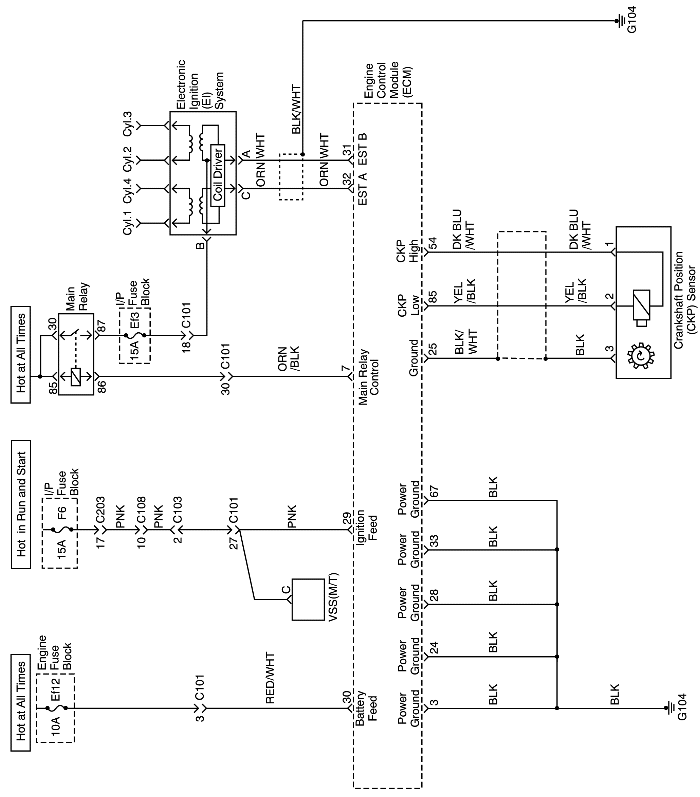 Hot at All Times
Engine
Fuse
Block
10A
Ef12
3
C101
RED/WHT
30
Battery
Feed
Hot in Run and Start
I/P
Fuse
Block
15A
F6
17
C203
PNK
10
C108
PNK
2
C103
27
C101
PNK
29
Ignition
Feed
C
VSS(M/T)
Hot at All Times
85
30
Main
Relay
86
87
I/P
Fuse
Block
15A
Ef3
18
C101
30
C101
ORN
/BLK
7
Main Relay
Control
Cyl.1
Cyl.4
Cyl.2
Cyl.3
Electronic
Ignition
(EI)
System
Coil Driver
B
C
A
ORN
WHT
BLK/WHT
ORN
WHT
32
31
EST A
EST B
G104
Engine
Control
Module
(ECM)
Power
Ground
3
BLK
Power
Ground
24
BLK
Power
Ground
28
BLK
Power
Ground
33
BLK
Power
Ground
67
BLK
BLK
G104
Ground
25
BLK/
WHT
BLK
3
CKP
Low
85
YEL
/BLK
YEL
/BLK
2
CKP
High
54
DK BLU
/WHT
DK BLU
/WHT
1
Crankshaft Position
(CKP) Sensor